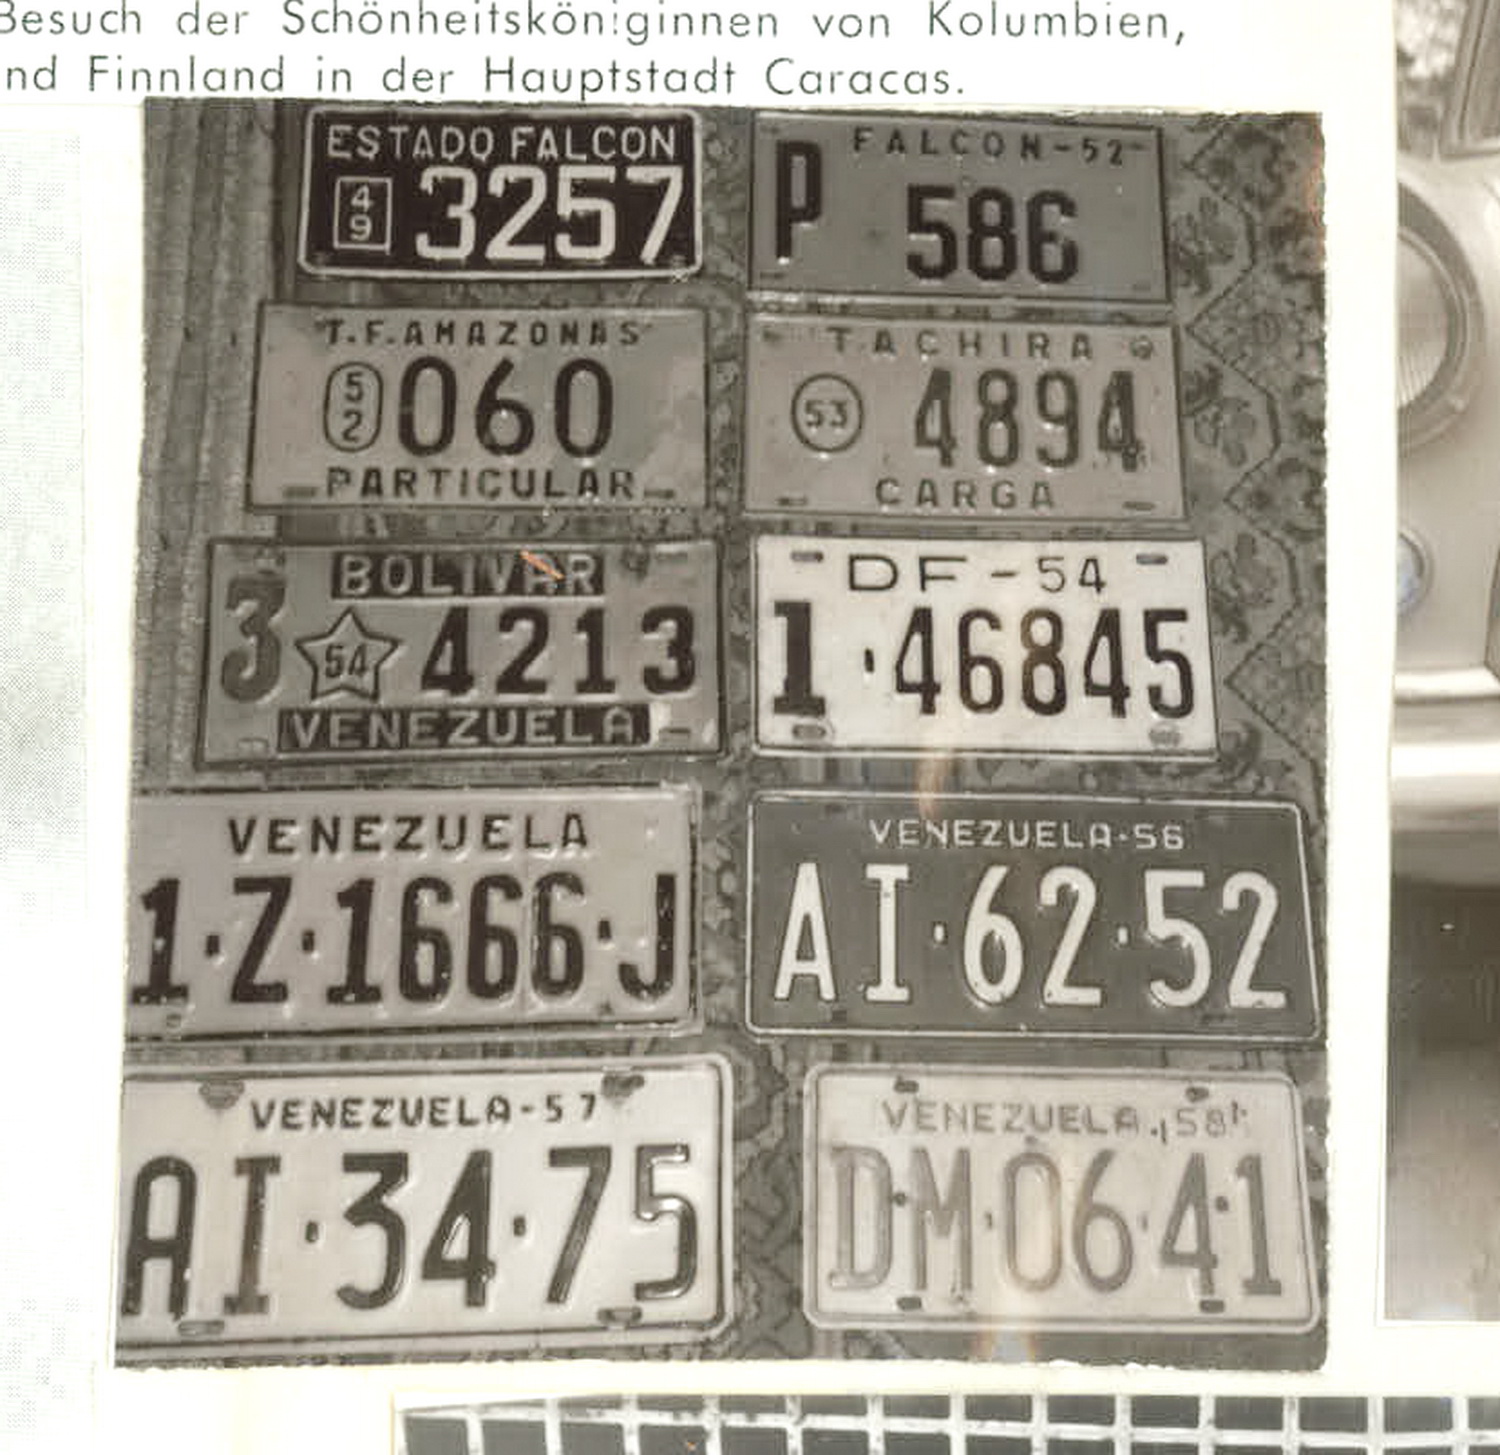 Besuch der Schönheitsköniginnen von Kolumbien,
nd Finnland in der Hauptstadt Caracas.
ESTADO FALCON
49 3257
FALCON-52
P 586
T.F.AMAZONAS
52 060
PARTICULAR
TACHIRA
53 4894
CARGA
BOLIVAR
3 54 4213
VENEZUELA
DF-54
1·46845
VENEZUELA
1·Z·1666·J
VENEZUELA·56
AI·62·52
VENEZUELA-57
AI·34·75
VENEZUELA·58
DM·06·41